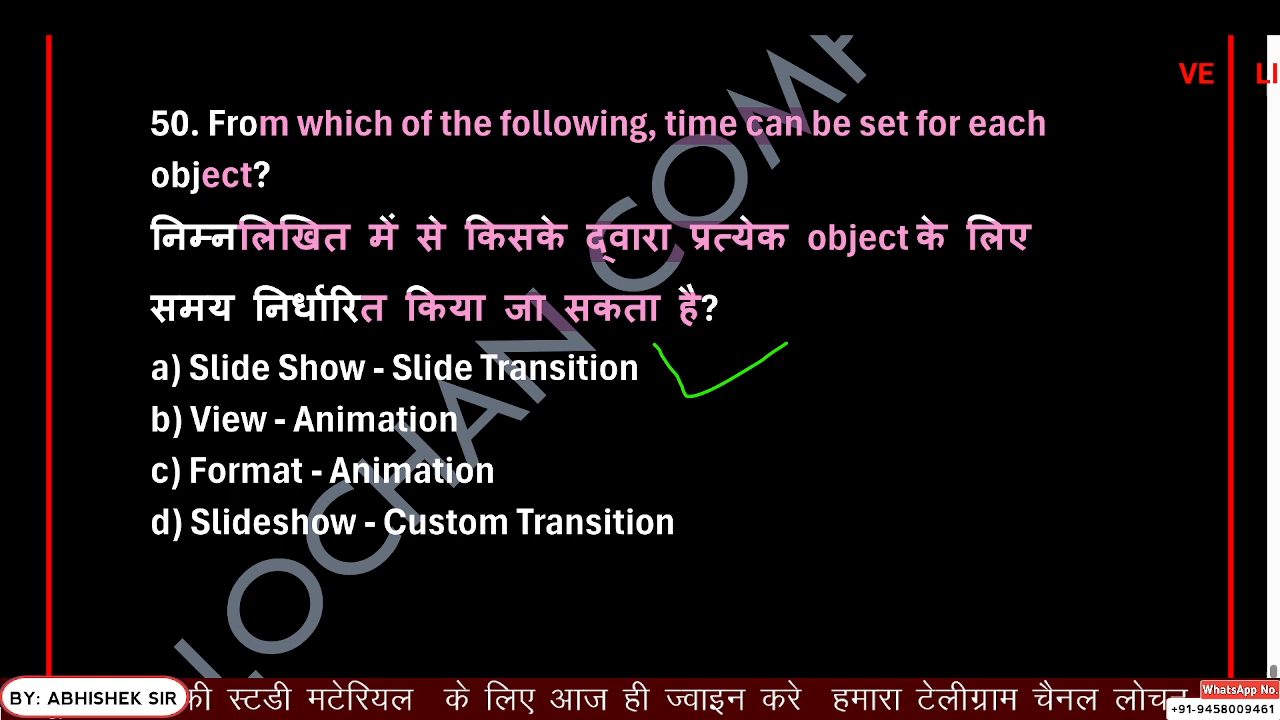 VE LI
50. From which of the following, time can be set for each
object?
निम्नलिखित में से किसके द्वारा प्रत्येक object के लिए
समय निर्धारित किया जा सकता है?
a) Slide Show - Slide Transition
b) View - Animation
c) Format - Animation
d) Slideshow - Custom Transition
LOCHAN COMP
BY: ABHISHEK SIR की स्टडी मटेरियल के लिए आज ही ज्वाइन करे हमारा टेलीग्राम चैनल लोचन
WhatsApp No.
+91-9458009461